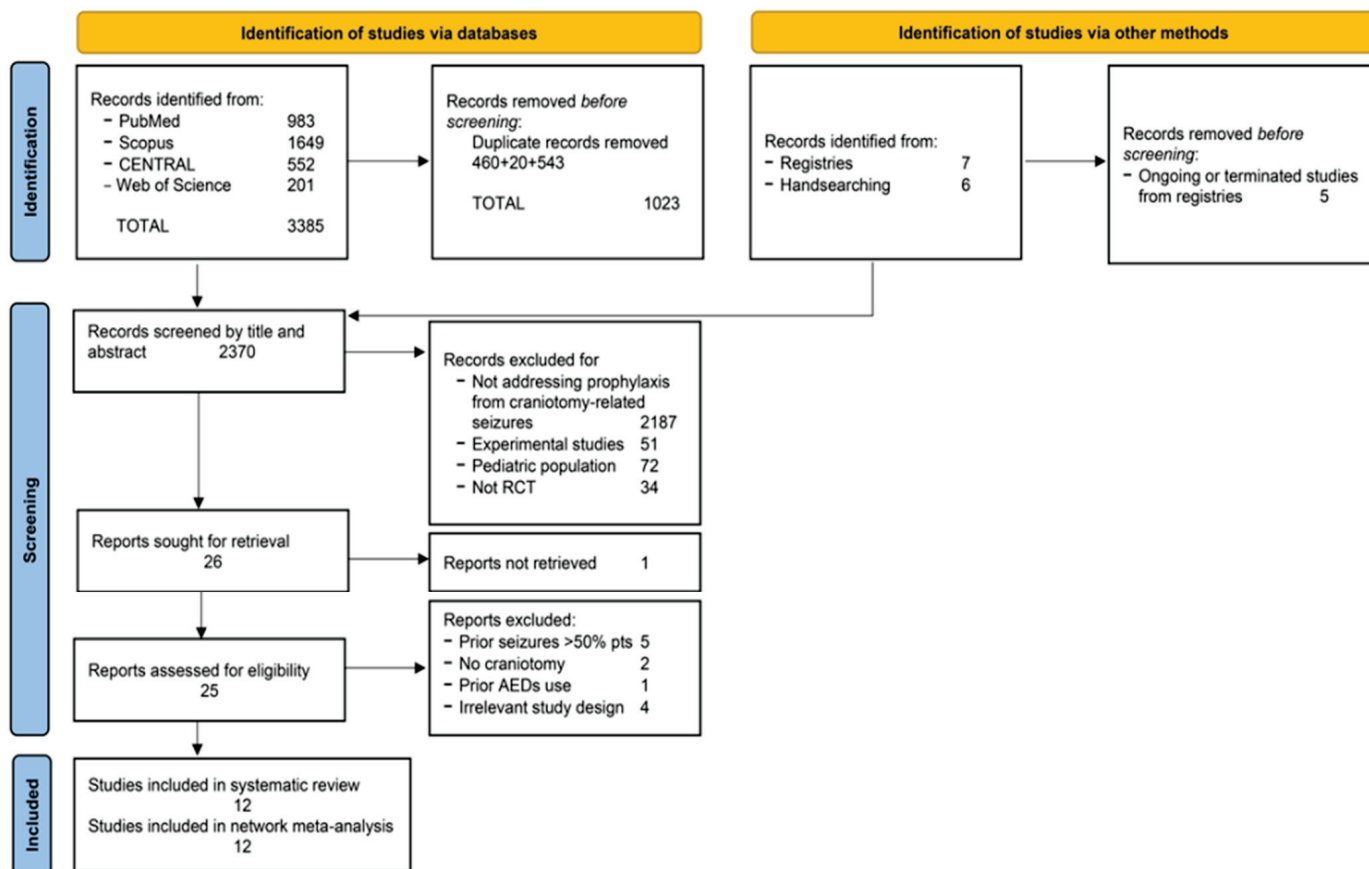 Identification of studies via databases
Identification of studies via other methods
Identification
Records identified from:
– PubMed 983
– Scopus 1649
– CENTRAL 552
– Web of Science 201
TOTAL 3385
Records removed before
screening:
Duplicate records removed
460+20+543
TOTAL 1023
Records identified from:
– Registries 7
– Handsearching 6
Records removed before
screening:
– Ongoing or terminated studies
from registries 5
Screening
Records screened by title and
abstract 2370
Records excluded for
– Not addressing prophylaxis
from craniotomy-related
seizures 2187
– Experimental studies 51
– Pediatric population 72
– Not RCT 34
Reports sought for retrieval
26
Reports not retrieved 1
Reports assessed for eligibility
25
Reports excluded:
– Prior seizures >50% pts 5
– No craniotomy 2
– Prior AEDs use 1
– Irrelevant study design 4
Included
Studies included in systematic review
12
Studies included in network meta-analysis
12